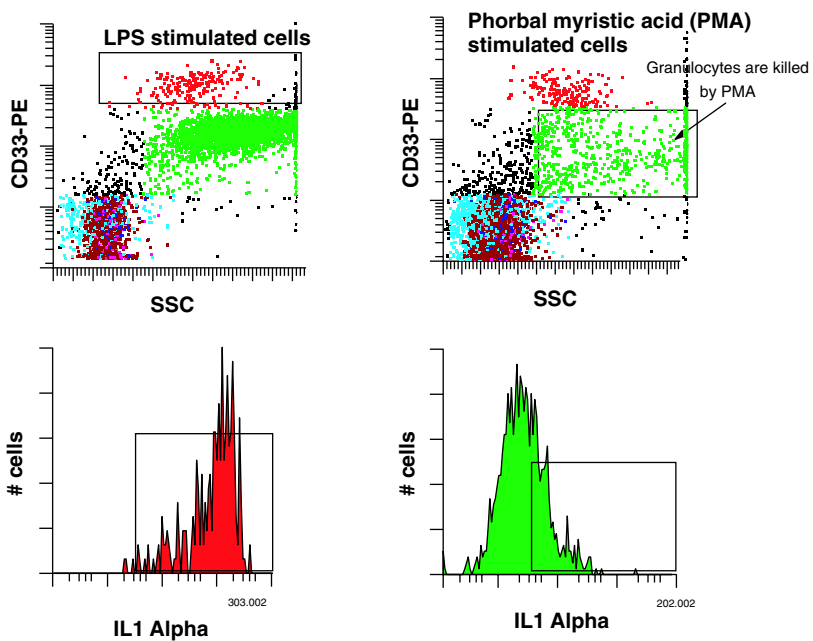 LPS stimulated cells
CD33-PE
SSC
Phorbal myristic acid (PMA)
stimulated cells
Granulocytes are killed
by PMA
CD33-PE
SSC
# cells
303.002
IL1 Alpha
# cells
202.002
IL1 Alpha